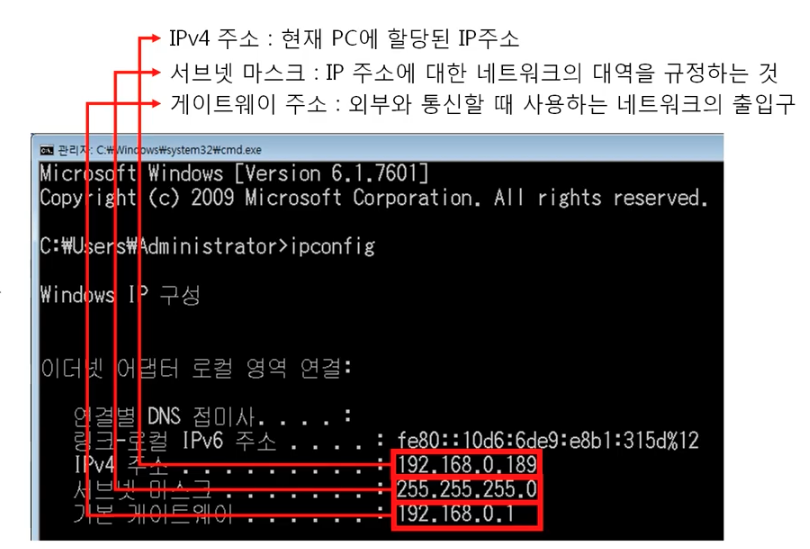 IPv4 주소 : 현재 PC에 할당된 IP주소
서브넷 마스크 : IP 주소에 대한 네트워크의 대역을 규정하는 것
게이트웨이 주소 : 외부와 통신할 때 사용하는 네트워크의 출입구
관리자: C:₩Windows₩system32₩cmd.exe
Microsoft Windows [Version 6.1.7601]
Copyright (c) 2009 Microsoft Corporation. All rights reserved.
C:₩Users₩Administrator>ipconfig
Windows IP 구성
이더넷 어댑터 로컬 영역 연결:
연결별 DNS 접미사. . . . :
링크-로컬 IPv6 주소 . . . . : fe80::10d6:6de9:e8b1:315d%12
IPv4 주소 . . . . . . . . . : 192.168.0.189
서브넷 마스크 . . . . . . . : 255.255.255.0
기본 게이트웨이 . . . . . . : 192.168.0.1